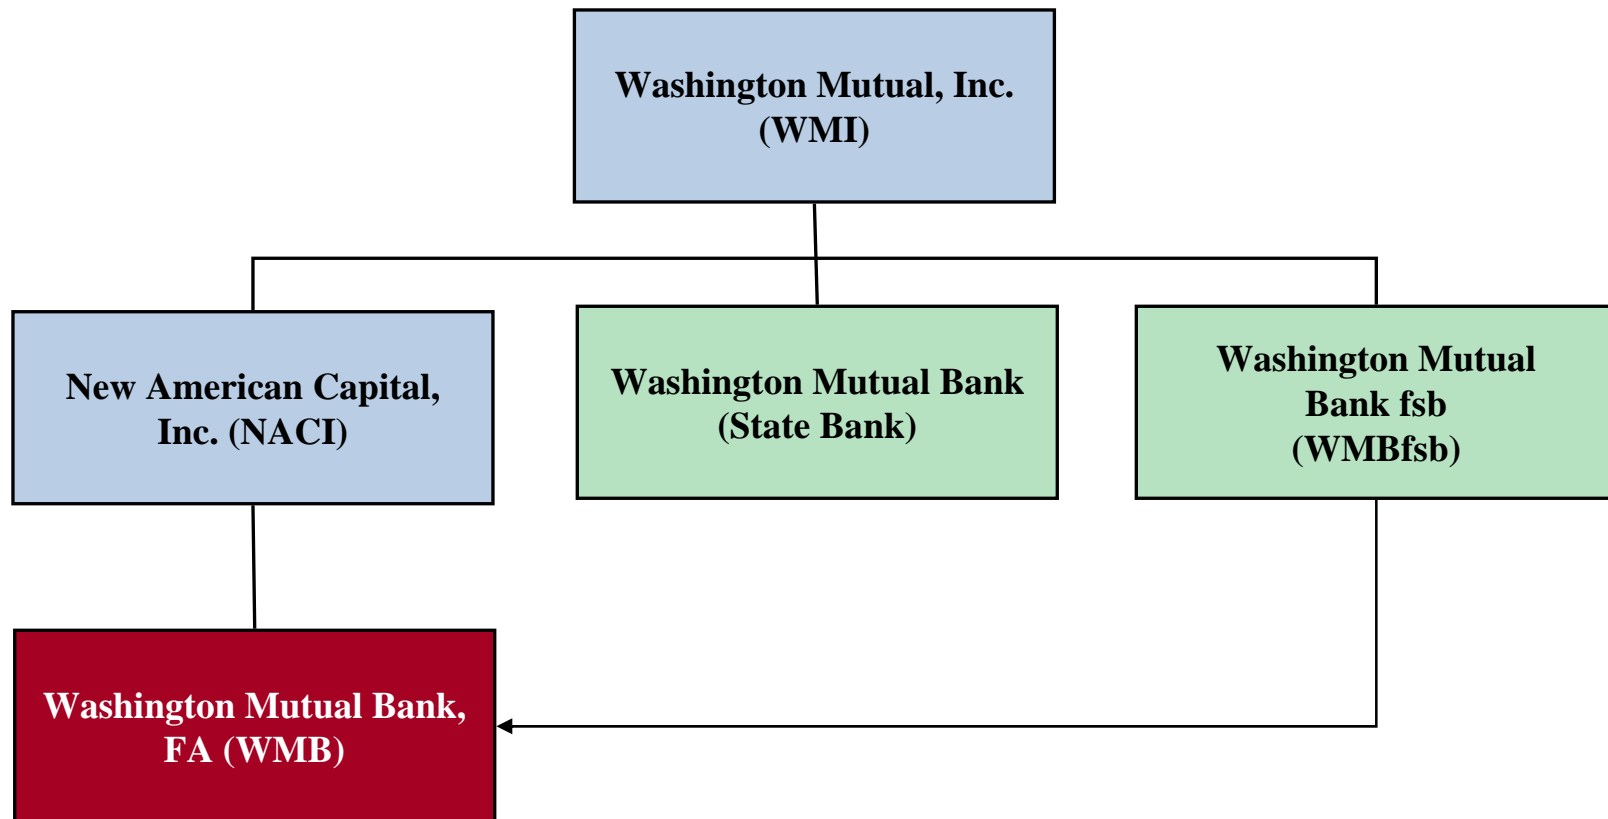 Washington Mutual, Inc.
(WMI)
New American Capital,
Inc. (NACI)
Washington Mutual Bank
(State Bank)
Washington Mutual
Bank fsb
(WMBfsb)
Washington Mutual Bank,
FA (WMB)